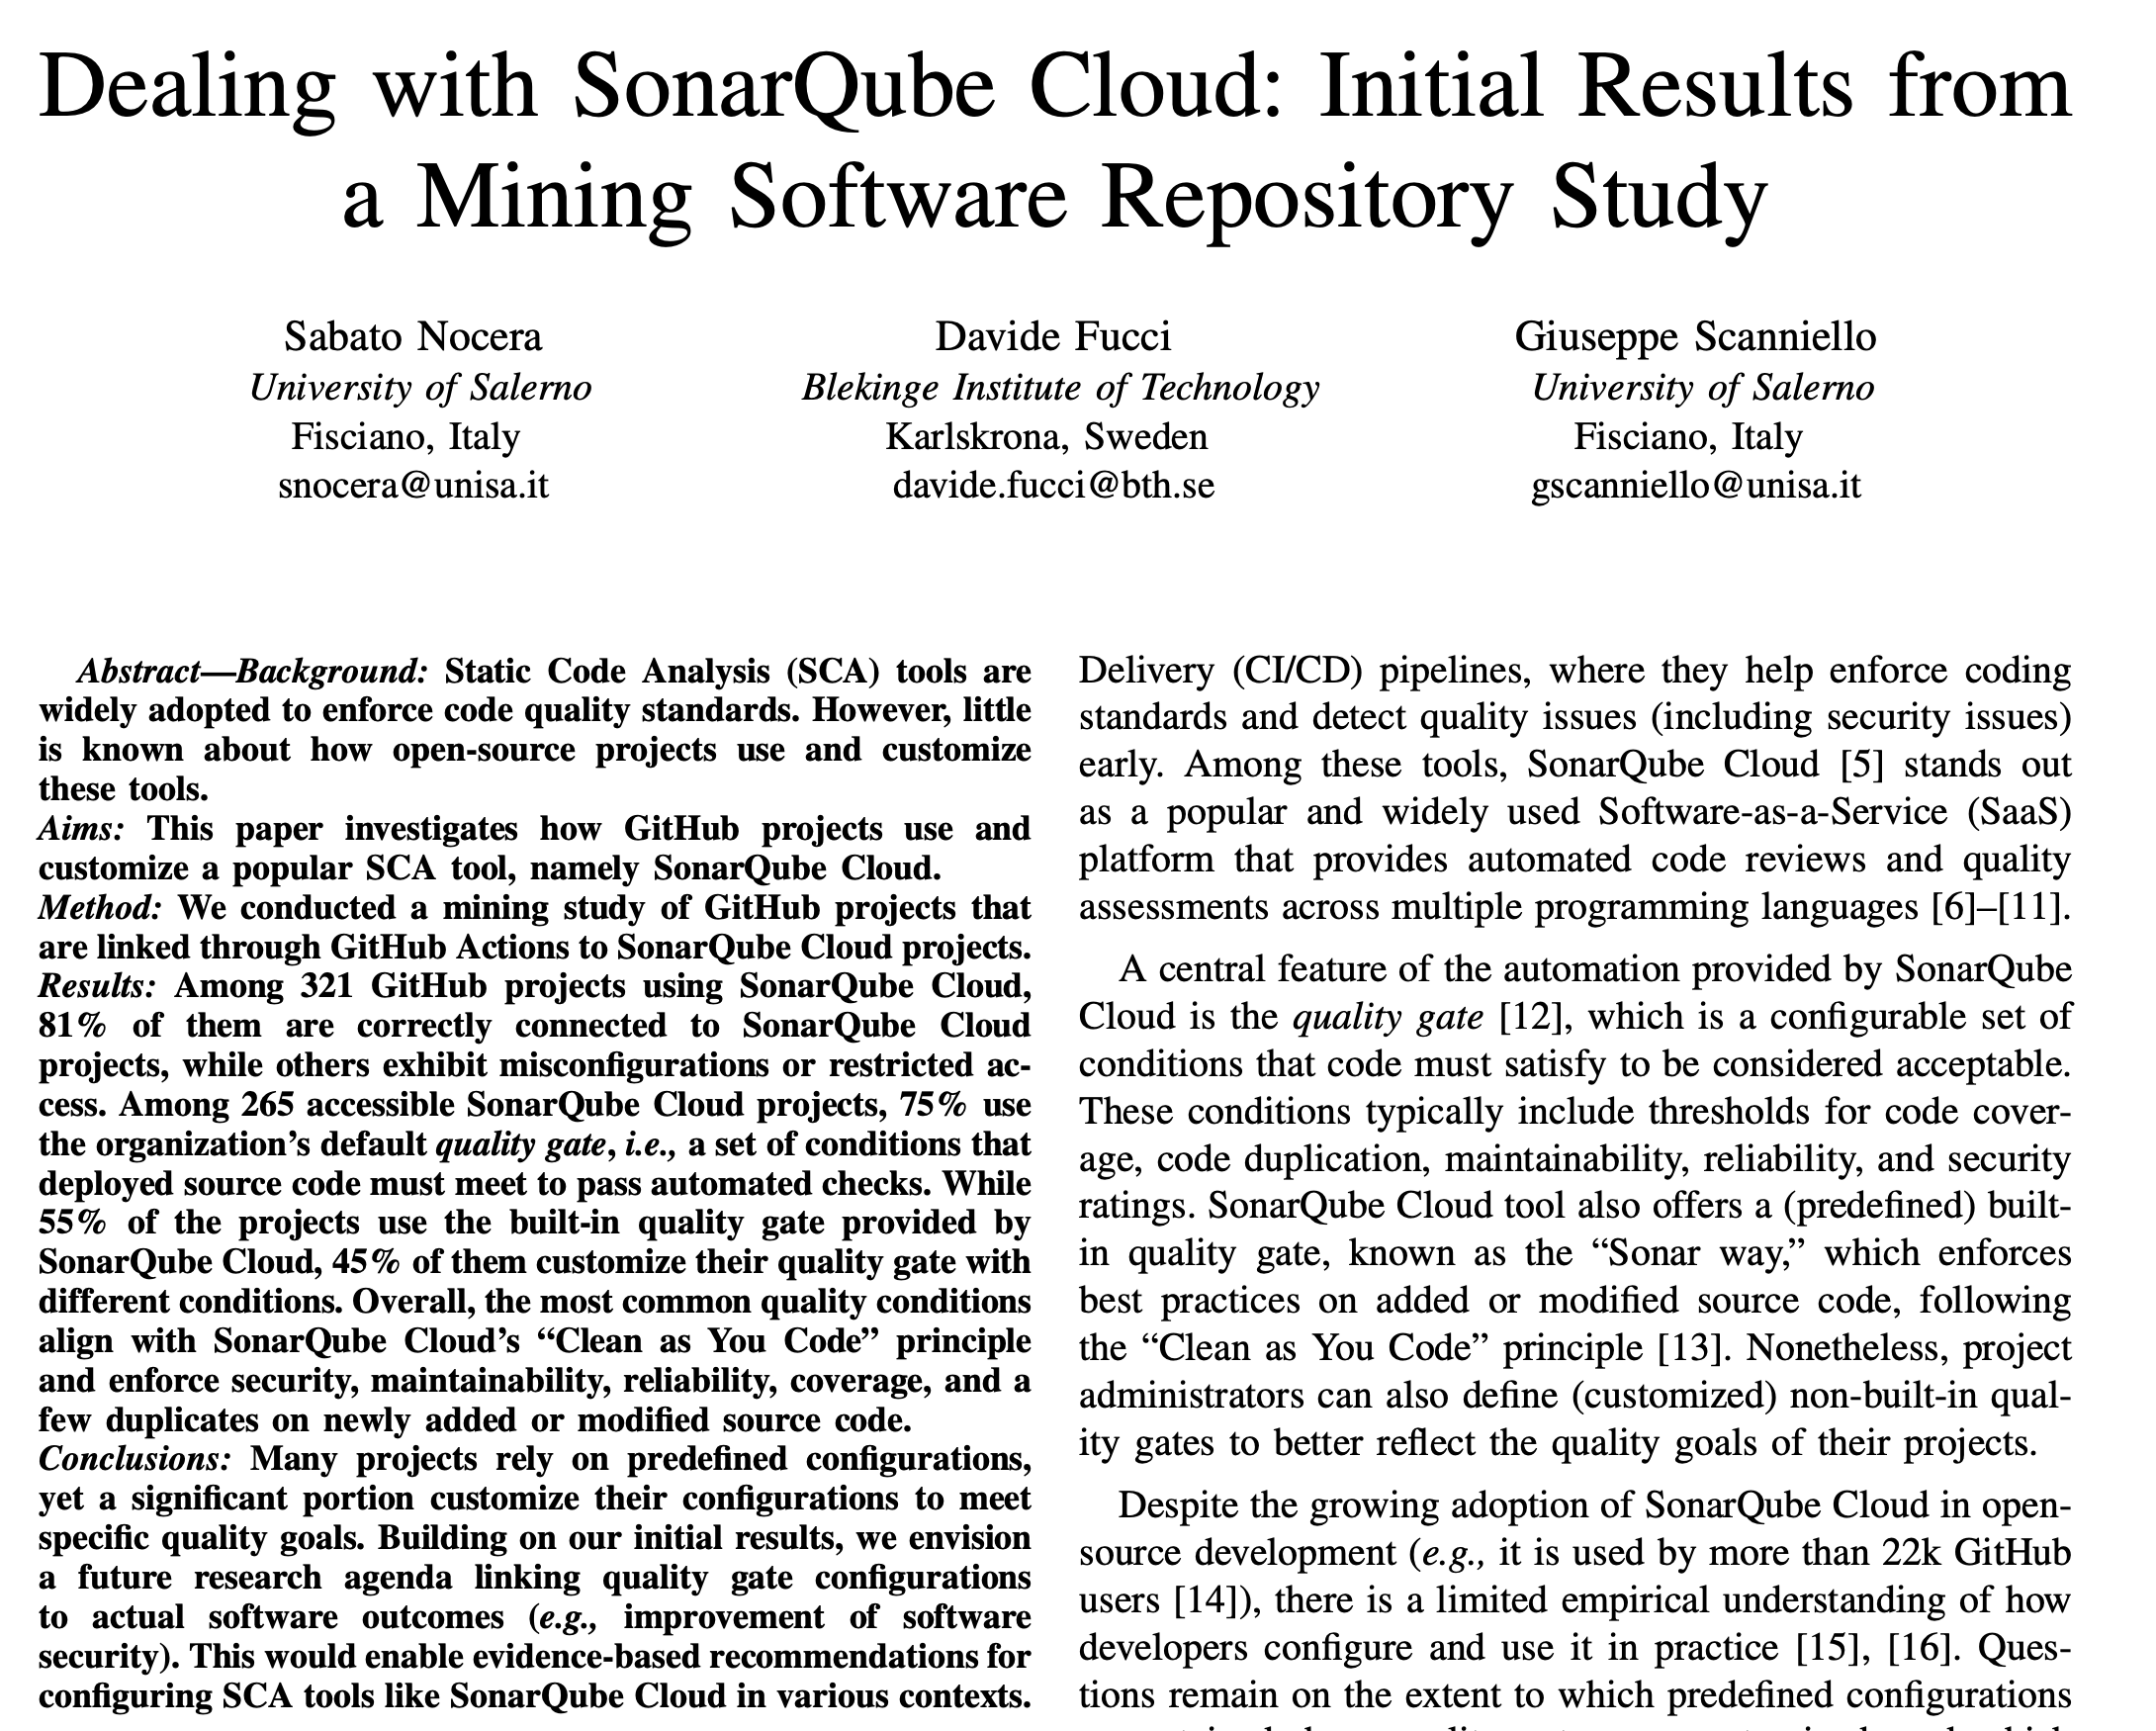 Dealing with SonarQube Cloud: Initial Results from
a Mining Software Repository Study
Sabato Nocera
University of Salerno
Fisciano, Italy
snocera@unisa.it
Davide Fucci
Blekinge Institute of Technology
Karlskrona, Sweden
davide.fucci@bth.se
Giuseppe Scanniello
University of Salerno
Fisciano, Italy
gscanniello@unisa.it
Abstract—Background: Static Code Analysis (SCA) tools are
widely adopted to enforce code quality standards. However, little
is known about how open-source projects use and customize
these tools.
Aims: This paper investigates how GitHub projects use and
customize a popular SCA tool, namely SonarQube Cloud.
Method: We conducted a mining study of GitHub projects that
are linked through GitHub Actions to SonarQube Cloud projects.
Results: Among 321 GitHub projects using SonarQube Cloud,
81% of them are correctly connected to SonarQube Cloud
projects, while others exhibit misconfigurations or restricted ac-
cess. Among 265 accessible SonarQube Cloud projects, 75% use
the organization’s default quality gate, i.e., a set of conditions that
deployed source code must meet to pass automated checks. While
55% of the projects use the built-in quality gate provided by
SonarQube Cloud, 45% of them customize their quality gate with
different conditions. Overall, the most common quality conditions
align with SonarQube Cloud’s “Clean as You Code” principle
and enforce security, maintainability, reliability, coverage, and a
few duplicates on newly added or modified source code.
Conclusions: Many projects rely on predefined configurations,
yet a significant portion customize their configurations to meet
specific quality goals. Building on our initial results, we envision
a future research agenda linking quality gate configurations
to actual software outcomes (e.g., improvement of software
security). This would enable evidence-based recommendations for
configuring SCA tools like SonarQube Cloud in various contexts.
Delivery (CI/CD) pipelines, where they help enforce coding
standards and detect quality issues (including security issues)
early. Among these tools, SonarQube Cloud [5] stands out
as a popular and widely used Software-as-a-Service (SaaS)
platform that provides automated code reviews and quality
assessments across multiple programming languages [6]–[11].
A central feature of the automation provided by SonarQube
Cloud is the quality gate [12], which is a configurable set of
conditions that code must satisfy to be considered acceptable.
These conditions typically include thresholds for code cover-
age, code duplication, maintainability, reliability, and security
ratings. SonarQube Cloud tool also offers a (predefined) built-
in quality gate, known as the “Sonar way,” which enforces
best practices on added or modified source code, following
the “Clean as You Code” principle [13]. Nonetheless, project
administrators can also define (customized) non-built-in qual-
ity gates to better reflect the quality goals of their projects.
Despite the growing adoption of SonarQube Cloud in open-
source development (e.g., it is used by more than 22k GitHub
users [14]), there is a limited empirical understanding of how
developers configure and use it in practice [15], [16]. Ques-
tions remain on the extent to which predefined configurations